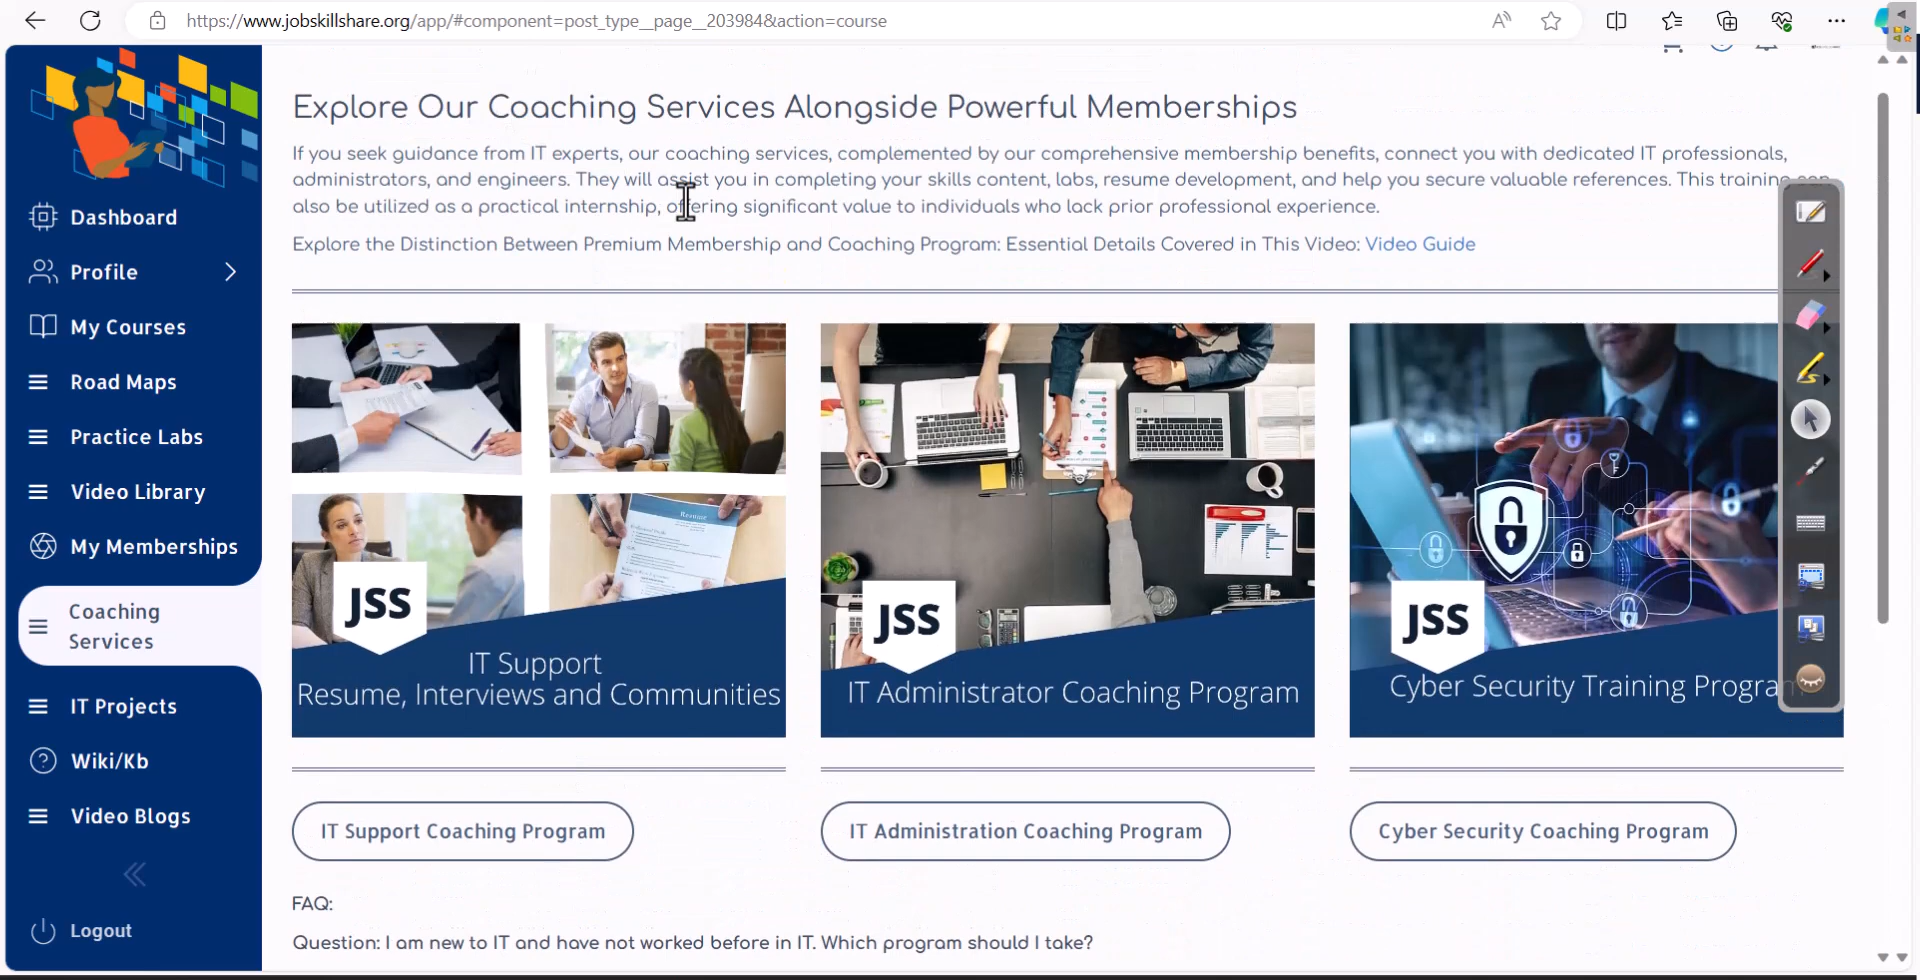 https://www.jobskillshare.org/app/#component=post_type__page__203984&action=course
Dashboard
Profile
My Courses
Road Maps
Practice Labs
Video Library
My Memberships
Coaching
Services
IT Projects
Wiki/Kb
Video Blogs
Logout
Explore Our Coaching Services Alongside Powerful Memberships
If you seek guidance from IT experts, our coaching services, complemented by our comprehensive membership benefits, connect you with dedicated IT professionals,
administrators, and engineers. They will assist you in completing your skills content, labs, resume development, and help you secure valuable references. This training can
also be utilized as a practical internship, offering significant value to individuals who lack prior professional experience.
Explore the Distinction Between Premium Membership and Coaching Program: Essential Details Covered in This Video: Video Guide
Resume
JSS
IT Support
Resume, Interviews and Communities
JSS
IT Administrator Coaching Program
JSS
Cyber Security Training Program
IT Support Coaching Program
IT Administration Coaching Program
Cyber Security Coaching Program
FAQ:
Question: I am new to IT and have not worked before in IT. Which program should I take?